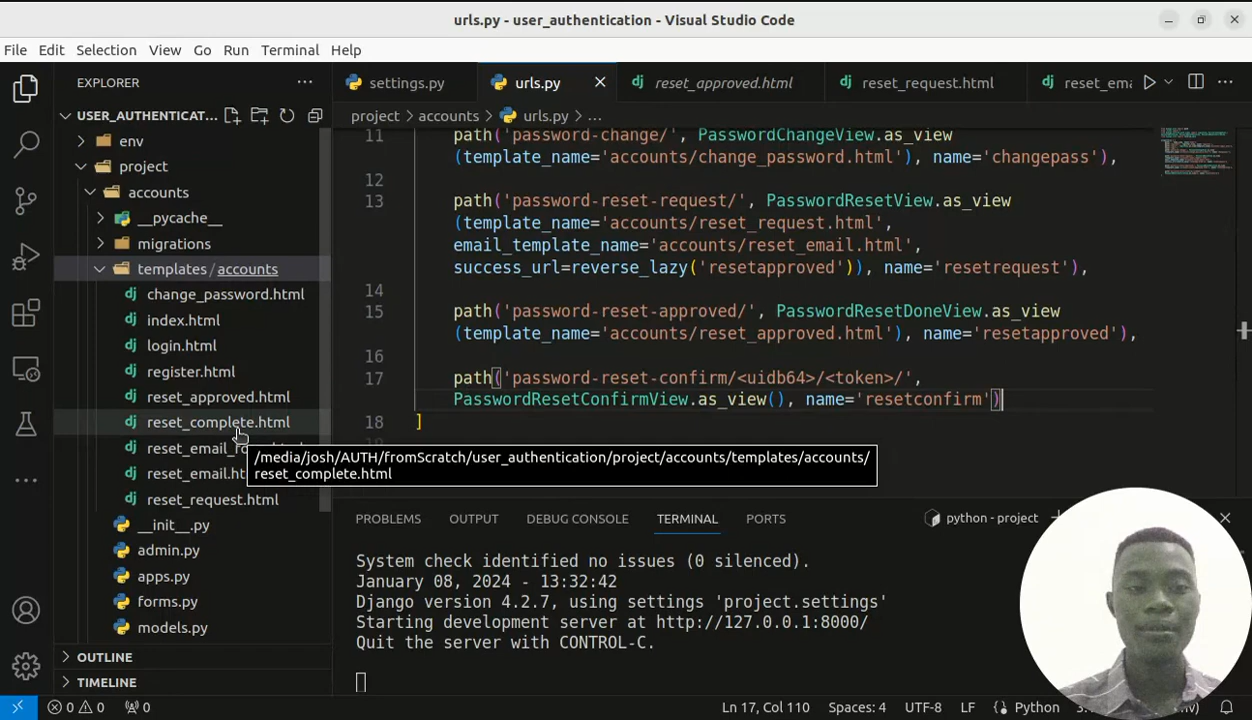 urls.py - user_authentication - Visual Studio Code
File Edit Selection View Go Run Terminal Help
EXPLORER
USER_AUTHENTICAT...
env
project
accounts
__pycache__
migrations
templates / accounts
change_password.html
index.html
login.html
register.html
reset_approved.html
reset_complete.html
reset_email_
reset_email.ht
reset_request.html
__init__.py
admin.py
apps.py
forms.py
models.py
OUTLINE
TIMELINE
/media/josh/AUTH/fromScratch/user_authentication/project/accounts/templates/accounts/
reset_complete.html
settings.py urls.py reset_approved.html reset_request.html reset_ema
project > accounts > urls.py > ...
11 path('password-change/', PasswordChangeView.as_view
(template_name='accounts/change_password.html'), name='changepass'),
12
13 path('password-reset-request/', PasswordResetView.as_view
(template_name='accounts/reset_request.html',
email_template_name='accounts/reset_email.html',
success_url=reverse_lazy('resetapproved')), name='resetrequest'),
14
15 path('password-reset-approved/', PasswordResetDoneView.as_view
(template_name='accounts/reset_approved.html'), name='resetapproved'),
16
17 path('password-reset-confirm/<uidb64>/<token>/',
PasswordResetConfirmView.as_view(), name='resetconfirm')
18 ]
PROBLEMS OUTPUT DEBUG CONSOLE TERMINAL PORTS python - project
System check identified no issues (0 silenced).
January 08, 2024 - 13:32:42
Django version 4.2.7, using settings 'project.settings'
Starting development server at http://127.0.0.1:8000/
Quit the server with CONTROL-C.
0 0 0 Ln 17, Col 110 Spaces: 4 UTF-8 LF Python